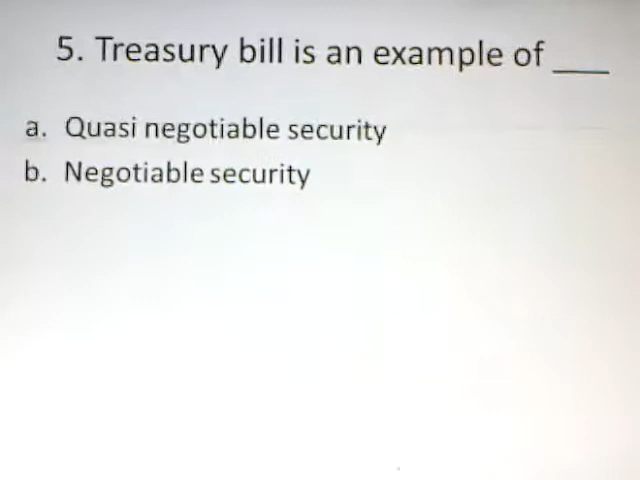 5. Treasury bill is an example of ___
a. Quasi negotiable security
b. Negotiable security